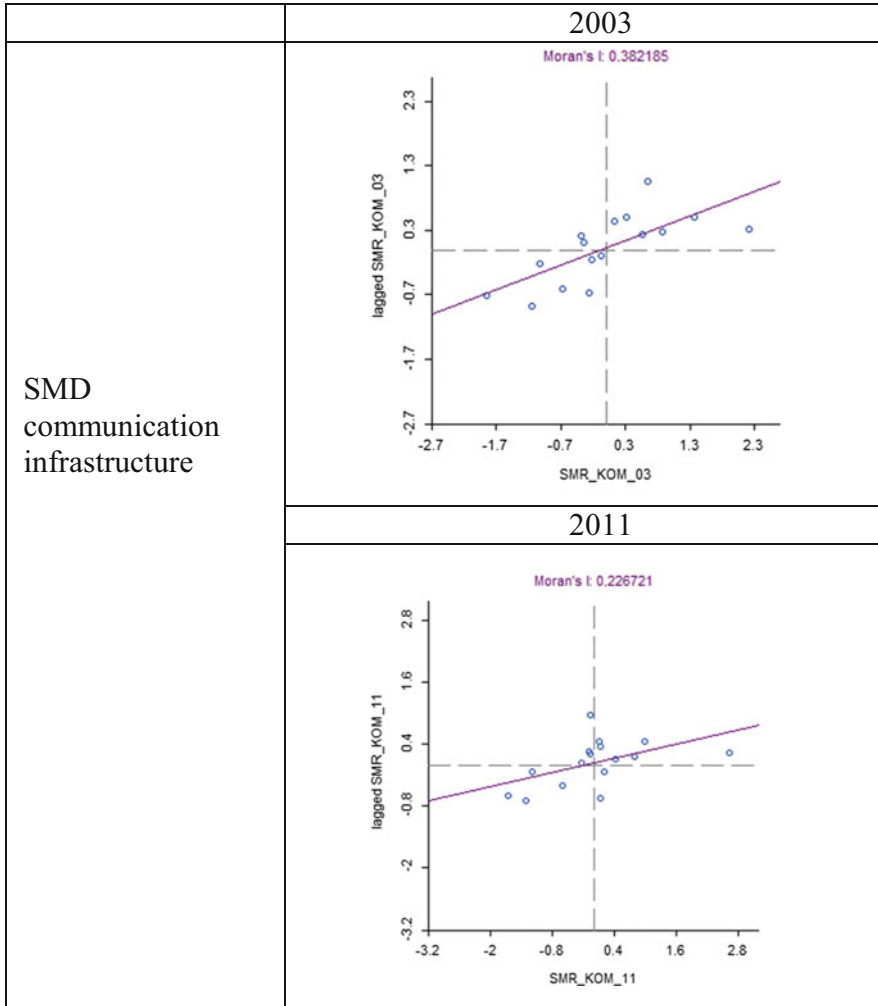 2003
SMD
communication
infrastructure
Moran's I: 0.382185
lagged SMR_KOM_03
2.3
1.3
0.3
-0.7
-1.7
-2.7
-2.7 -1.7 -0.7 0.3 1.3 2.3
SMR_KOM_03
2011
Moran's I: 0.226721
lagged SMR_KOM_11
2.8
1.6
0.4
-0.8
-2
-3.2
-3.2 -2 -0.8 0.4 1.6 2.8
SMR_KOM_11